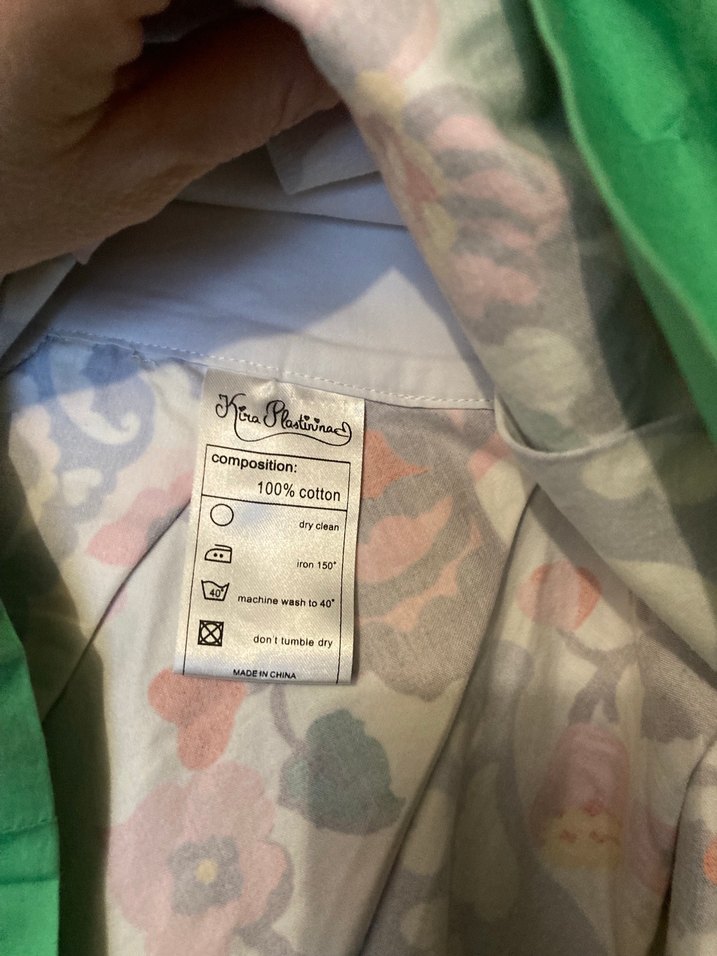 Kira Plastinina
composition:
100% cotton
dry clean
iron 150°
40° machine wash to 40°
don't tumble dry
MADE IN CHINA